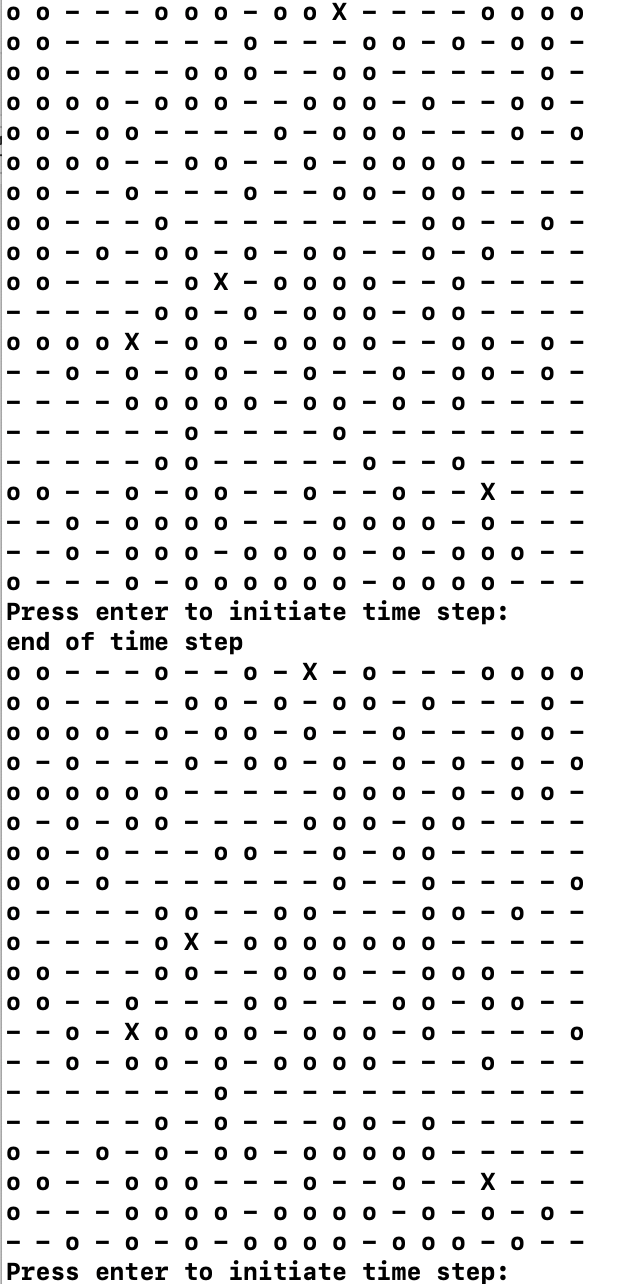 o o – – – o o o – o o X – – – – o o o o
o o – – – – – – o – – – o o – o – o o –
o o – – – – o o o – – o o – – – – – o –
o o o o – o o o – – o o o – o – – o o –
o o – o o – – – – o – o o o – – – o – o
o o o o – – o o – – o – o o o o – – – –
o o – – o – – – o – – o o – o o – – – –
o o – – – o – – – – – – – – o o – – o –
o o – o – o o – o – o o – – o – o – – –
o o – – – – o X – o o o o – – o – – – –
– – – – – o o – o – o o o – o o – – – –
o o o o X – o o – o o o o – – o o – o –
– – o – o – o o – – o – – o – o o – o –
– – – – o o o o o – o o – o – o – – – –
– – – – – – o – – – – o – – – – – – – –
– – – – – o o – – – – – o – – o – – – –
o o – – o – o o – – o – – o – – X – – –
– – o – o o o o – – – o o o o – o – – –
– – o – o o o – o o o o – o – o o o – –
o – – – o – o o o o o o – o o o o – – –
Press enter to initiate time step:
end of time step
o o – – – o – – o – X – o – – – o o o o
o o – – – – o o – o – o o – o – – – o –
o o o o – o – o o – o – – o – – – o o –
o – o – – – o – o o – o – o – o – o – o
o o o o o o – – – – – o o o – o – o o –
o – o – o o – – – – o o o – o o – – – –
o o – o – – – o o – – o – o o – – – – –
o o – o – – – – – – – o – – o – – – – o
o – – – – o o – – o o – – – o o – o – –
o – – – – o X – o o o o o o o – – – – –
o o – – – o o – – o o o – – o o o – – –
o o – – o – – – o o – – – o o – o o – –
– – o – X o o o o – o o o – o – – – – o
– – o – o o – o – o o o o – – – o – – –
– – – – – – – o – – – – – – – – – – – –
– – – – – o – o – – – o o – o – – – – –
o – – o – o – o o – o o o o o – – – – –
o o – – o o o – – – o – – o – – X – – –
o – – – o o o o – o o o o – o – o – o –
– – o – o – o – o o o o – o o o – o – –
Press enter to initiate time step: